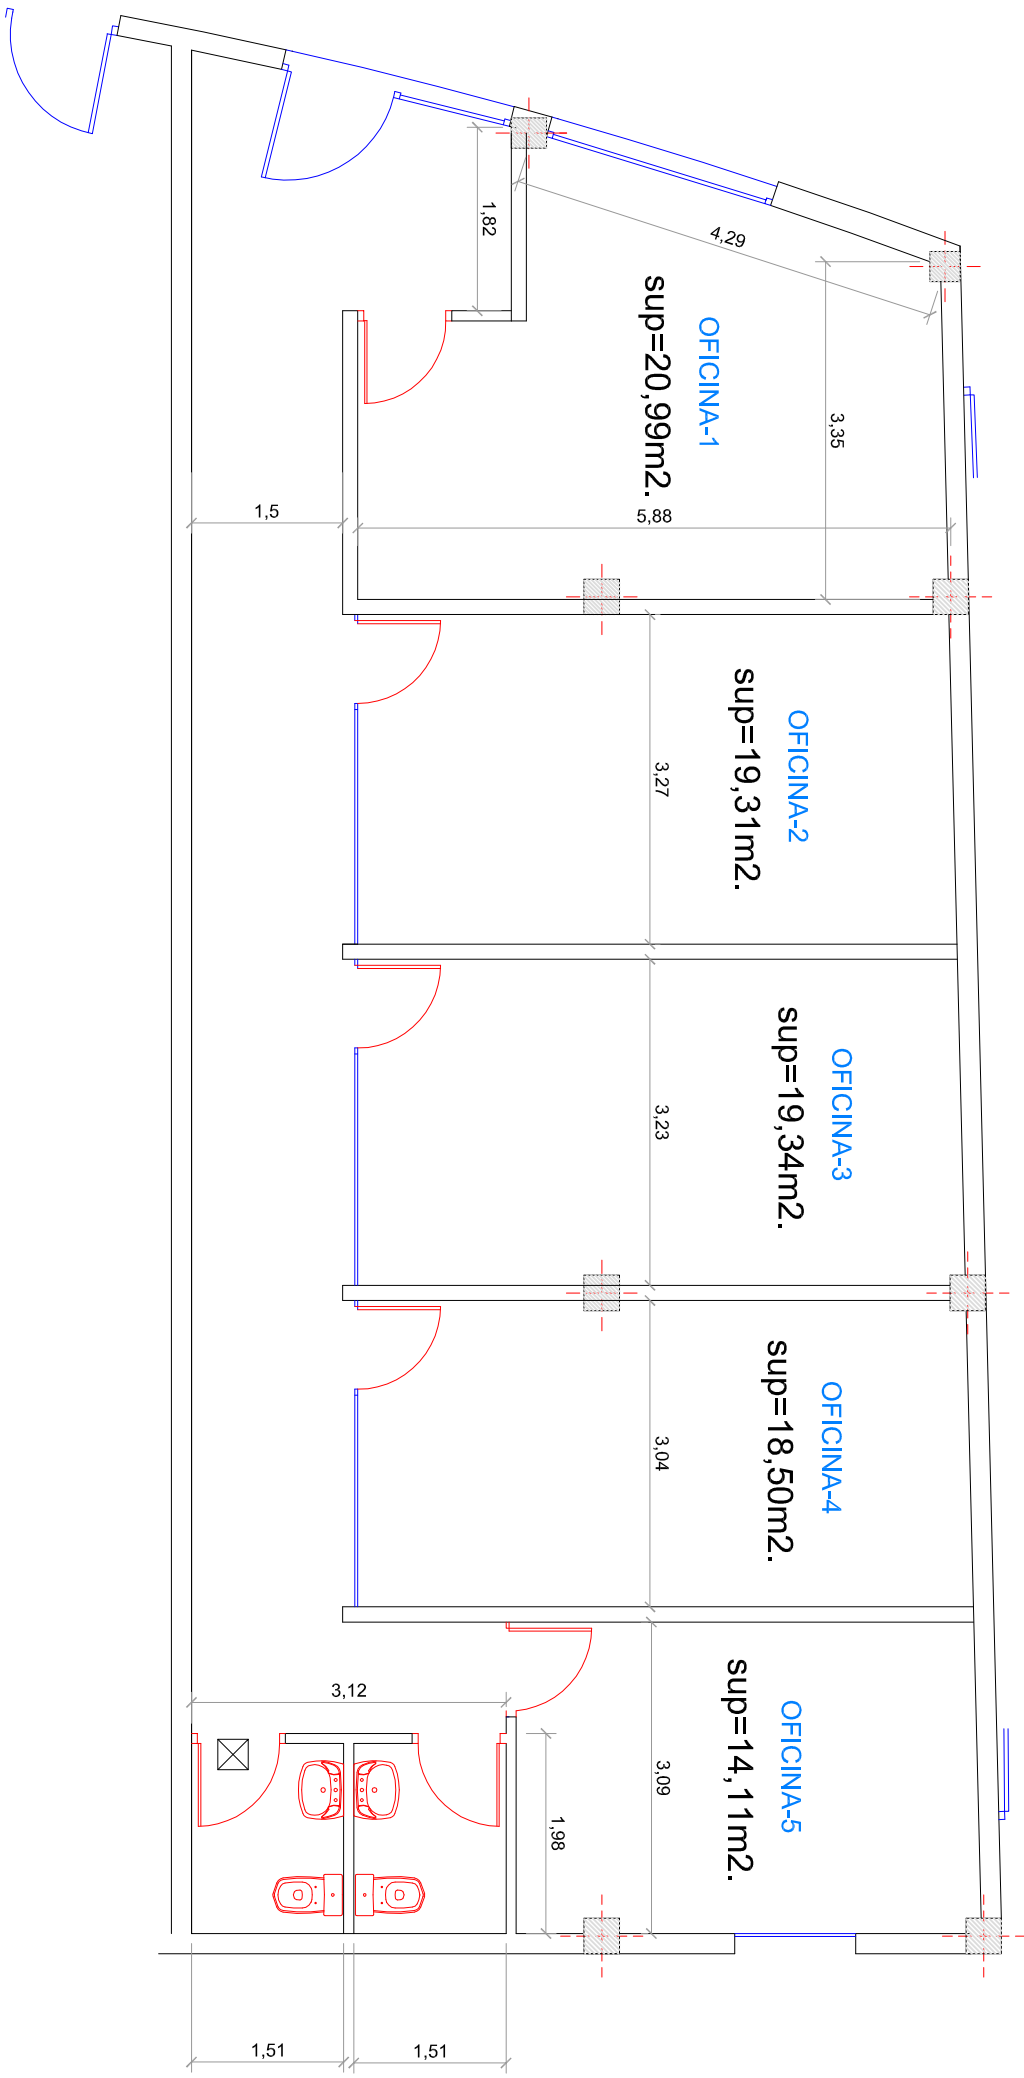 1,82
4,29
OFICINA-1
sup=20,99m2.
3,35
1,5
5,88
OFICINA-2
sup=19,31m2.
3,27
OFICINA-3
sup=19,34m2.
3,23
OFICINA-4
sup=18,50m2.
3,04
OFICINA-5
sup=14,11m2.
3,12
3,09
1,98
1,51
1,51